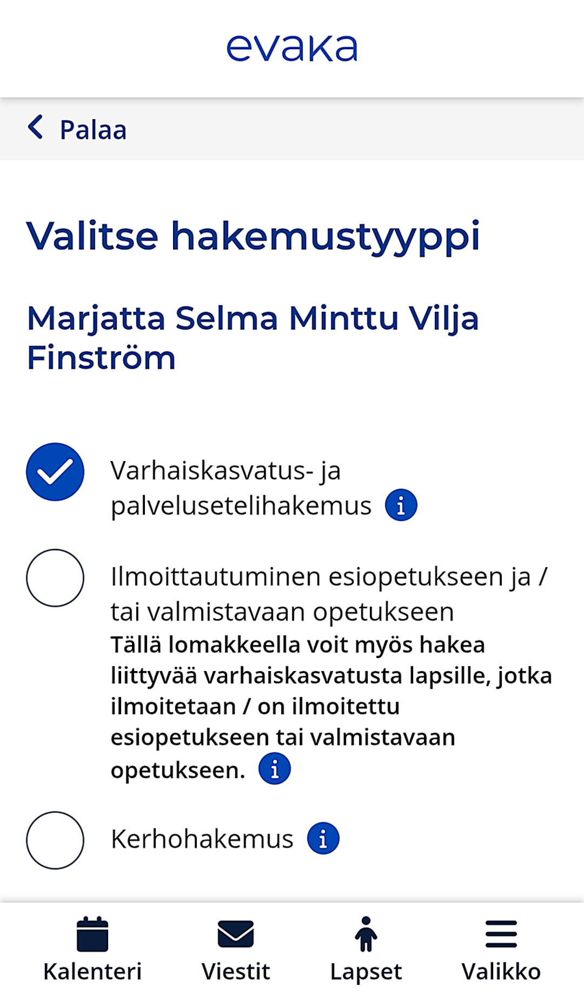 evaka
Palaa
Valitse hakemustyyppi
Marjatta Selma Minttu Vilja
Finström
Varhaiskasvatus- ja
palvelusetelihakemus
Ilmoittautuminen esiopetukseen ja /
tai valmistavaan opetukseen
Tällä lomakkeella voit myös hakea
liittyvää varhaiskasvatusta lapsille, jotka
ilmoitetaan / on ilmoitettu
esiopetukseen tai valmistavaan
opetukseen.
Kerhohakemus
Kalenteri Viestit Lapset Valikko